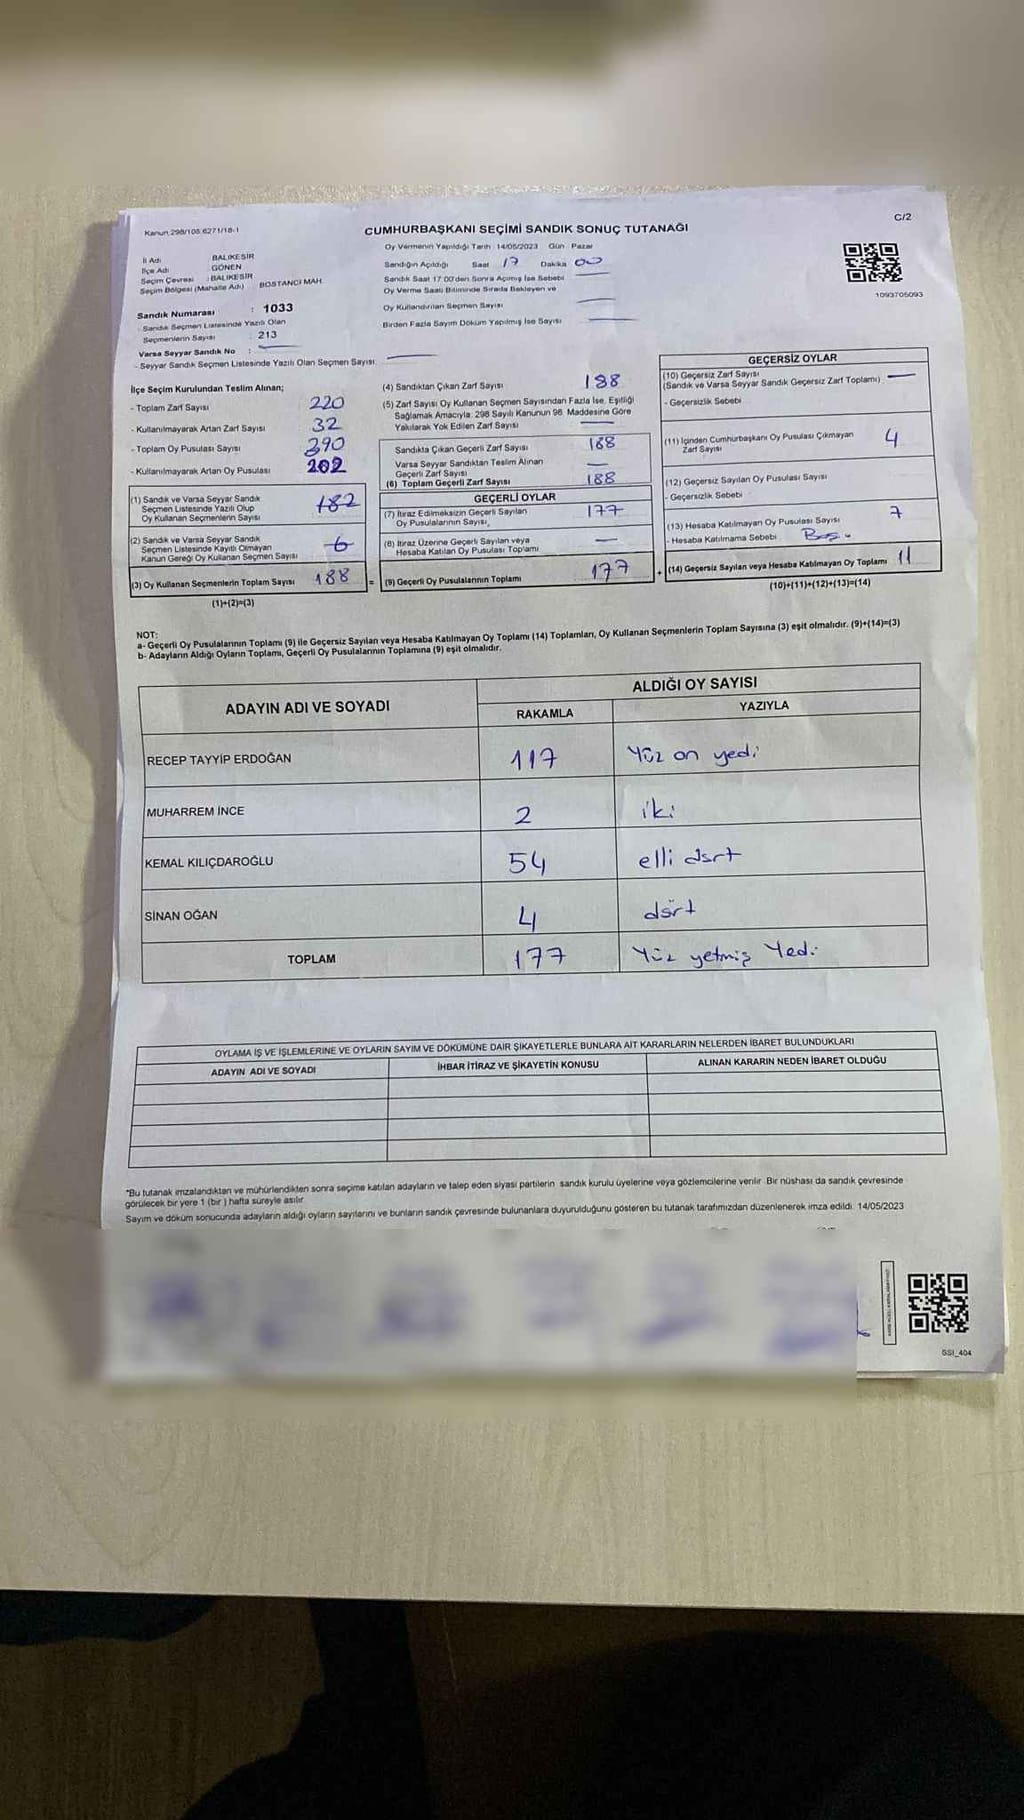 Kanun 298/105 6271/18-1
CUMHURBAŞKANI SEÇİMİ SANDIK SONUÇ TUTANAĞI
C/2
İl Adı BALIKESİR
İlçe Adı GÖNEN
Seçim Çevresi : BALIKESİR
Seçim Bölgesi (Mahalle Adı) BOSTANCI MAH.
Sandık Numarası : 1033
- Sandık Seçmen Listesinde Yazılı Olan
Seçmenlerin Sayısı : 213
Varsa Seyyar Sandık No :
- Seyyar Sandık Seçmen Listesinde Yazılı Olan Seçmen Sayısı:
Oy Vermenin Yapıldığı Tarih : 14/05/2023 Gün : Pazar
Sandığın Açıldığı Saat 17 Dakika 00
Sandık Saat 17:00'den Sonra Açılmış İse Sebebi
Oy Verme Saati Bitiminde Sırada Bekleyen ve
Oy Kullandırılan Seçmen Sayısı
Birden Fazla Sayım Döküm Yapılmış İse Sayısı
1093705093
İlçe Seçim Kurulundan Teslim Alınan;
- Toplam Zarf Sayısı 220
- Kullanılmayarak Artan Zarf Sayısı 32
- Toplam Oy Pusulası Sayısı 390
- Kullanılmayarak Artan Oy Pusulası 202
(1) Sandık ve Varsa Seyyar Sandık
Seçmen Listesinde Yazılı Olup
Oy Kullanan Seçmenlerin Sayısı 182
(2) Sandık ve Varsa Seyyar Sandık
Seçmen Listesinde Kayıtlı Olmayan
Kanun Gereği Oy Kullanan Seçmen Sayısı 6
(3) Oy Kullanan Seçmenlerin Toplam Sayısı 188
(1)+(2)=(3)
=
(4) Sandıktan Çıkan Zarf Sayısı 188
(5) Zarf Sayısı Oy Kullanan Seçmen Sayısından Fazla İse, Eşitliği
Sağlamak Amacıyla: 298 Sayılı Kanunun 98. Maddesine Göre
Yakılarak Yok Edilen Zarf Sayısı
Sandıkta Çıkan Geçerli Zarf Sayısı 188
Varsa Seyyar Sandıktan Teslim Alınan
Geçerli Zarf Sayısı
(6) Toplam Geçerli Zarf Sayısı 188
GEÇERLİ OYLAR
(7) İtiraz Edilmeksizin Geçerli Sayılan
Oy Pusulalarının Sayısı 177
(8) İtiraz Üzerine Geçerli Sayılan veya
Hesaba Katılan Oy Pusulası Toplamı
(9) Geçerli Oy Pusulalarının Toplamı 177
+
GEÇERSİZ OYLAR
(10) Geçersiz Zarf Sayısı
(Sandık ve Varsa Seyyar Sandık Geçersiz Zarf Toplamı)
- Geçersizlik Sebebi
(11) İçinden Cumhurbaşkanı Oy Pusulası Çıkmayan
Zarf Sayısı 4
(12) Geçersiz Sayılan Oy Pusulası Sayısı
- Geçersizlik Sebebi
(13) Hesaba Katılmayan Oy Pusulası Sayısı 7
- Hesaba Katılmama Sebebi
(14) Geçersiz Sayılan veya Hesaba Katılmayan Oy Toplamı 11
(10)+(11)+(12)+(13)=(14)
NOT:
a- Geçerli Oy Pusulalarının Toplamı (9) ile Geçersiz Sayılan veya Hesaba Katılmayan Oy Toplamı (14) Toplamları, Oy Kullanan Seçmenlerin Toplam Sayısına (3) eşit olmalıdır. (9)+(14)=(3)
b- Adayların Aldığı Oyların Toplamı, Geçerli Oy Pusulalarının Toplamına (9) eşit olmalıdır.
ADAYIN ADI VE SOYADI
ALDIĞI OY SAYISI
RAKAMLA YAZIYLA
RECEP TAYYİP ERDOĞAN 117 Yüz on yedi
MUHARREM İNCE 2 iki
KEMAL KILIÇDAROĞLU 54 elli dört
SİNAN OĞAN 4 dört
TOPLAM 177 Yüz yetmiş Yedi
OYLAMA İŞ VE İŞLEMLERİNE VE OYLARIN SAYIM VE DÖKÜMÜNE DAİR ŞİKAYETLERLE BUNLARA AİT KARARLARIN NELERDEN İBARET BULUNDUKLARI
ADAYIN ADI VE SOYADI İHBAR İTİRAZ VE ŞİKAYETİN KONUSU ALINAN KARARIN NEDEN İBARET OLDUĞU
*Bu tutanak imzalandıktan ve mühürlendikten sonra seçime katılan adayların ve talep eden siyasi partilerin sandık kurulu üyelerine veya gözlemcilerine verilir. Bir nüshası da sandık çevresinde
görülecek bir yere 1 (bir ) hafta süreyle asılır.
Sayım ve döküm sonucunda adayların aldığı oyların sayılarını ve bunların sandık çevresinde bulunanlara duyurulduğunu gösteren bu tutanak tarafımızdan düzenlenerek imza edildi. 14/05/2023
SSI_404